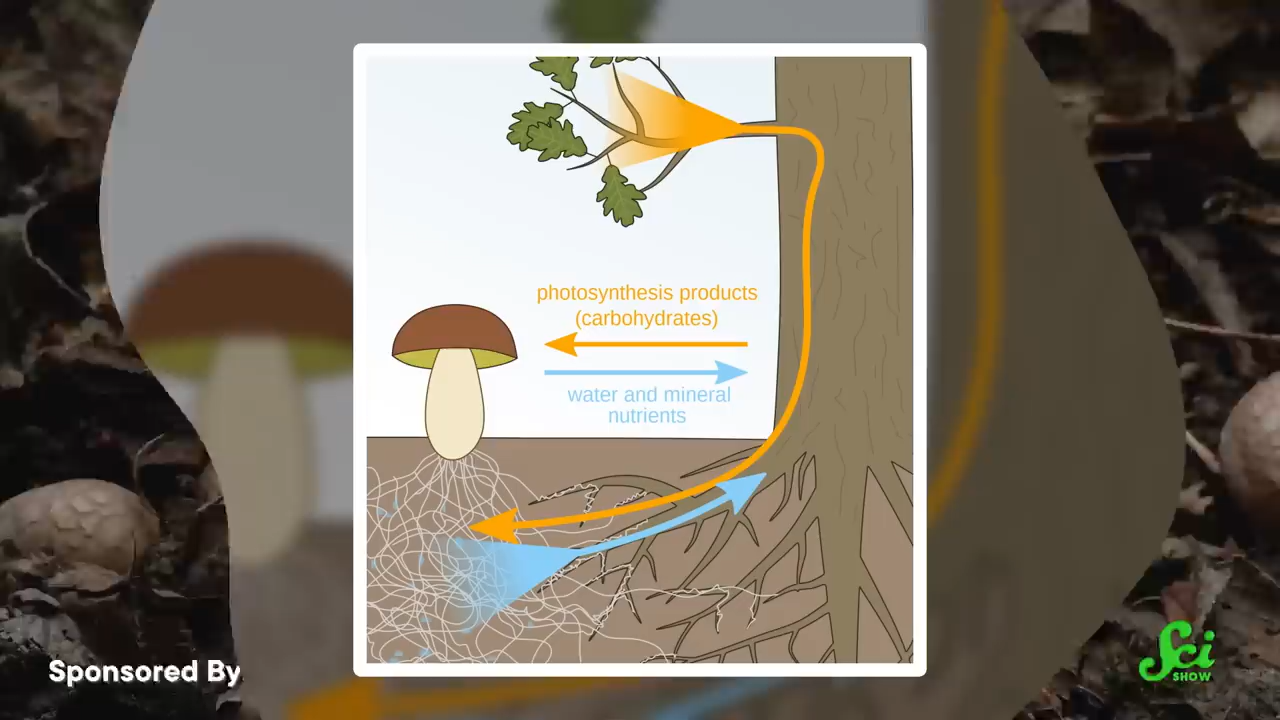 photosynthesis products
(carbohydrates)
water and mineral
nutrients
Sponsored By
Sci
SHOW